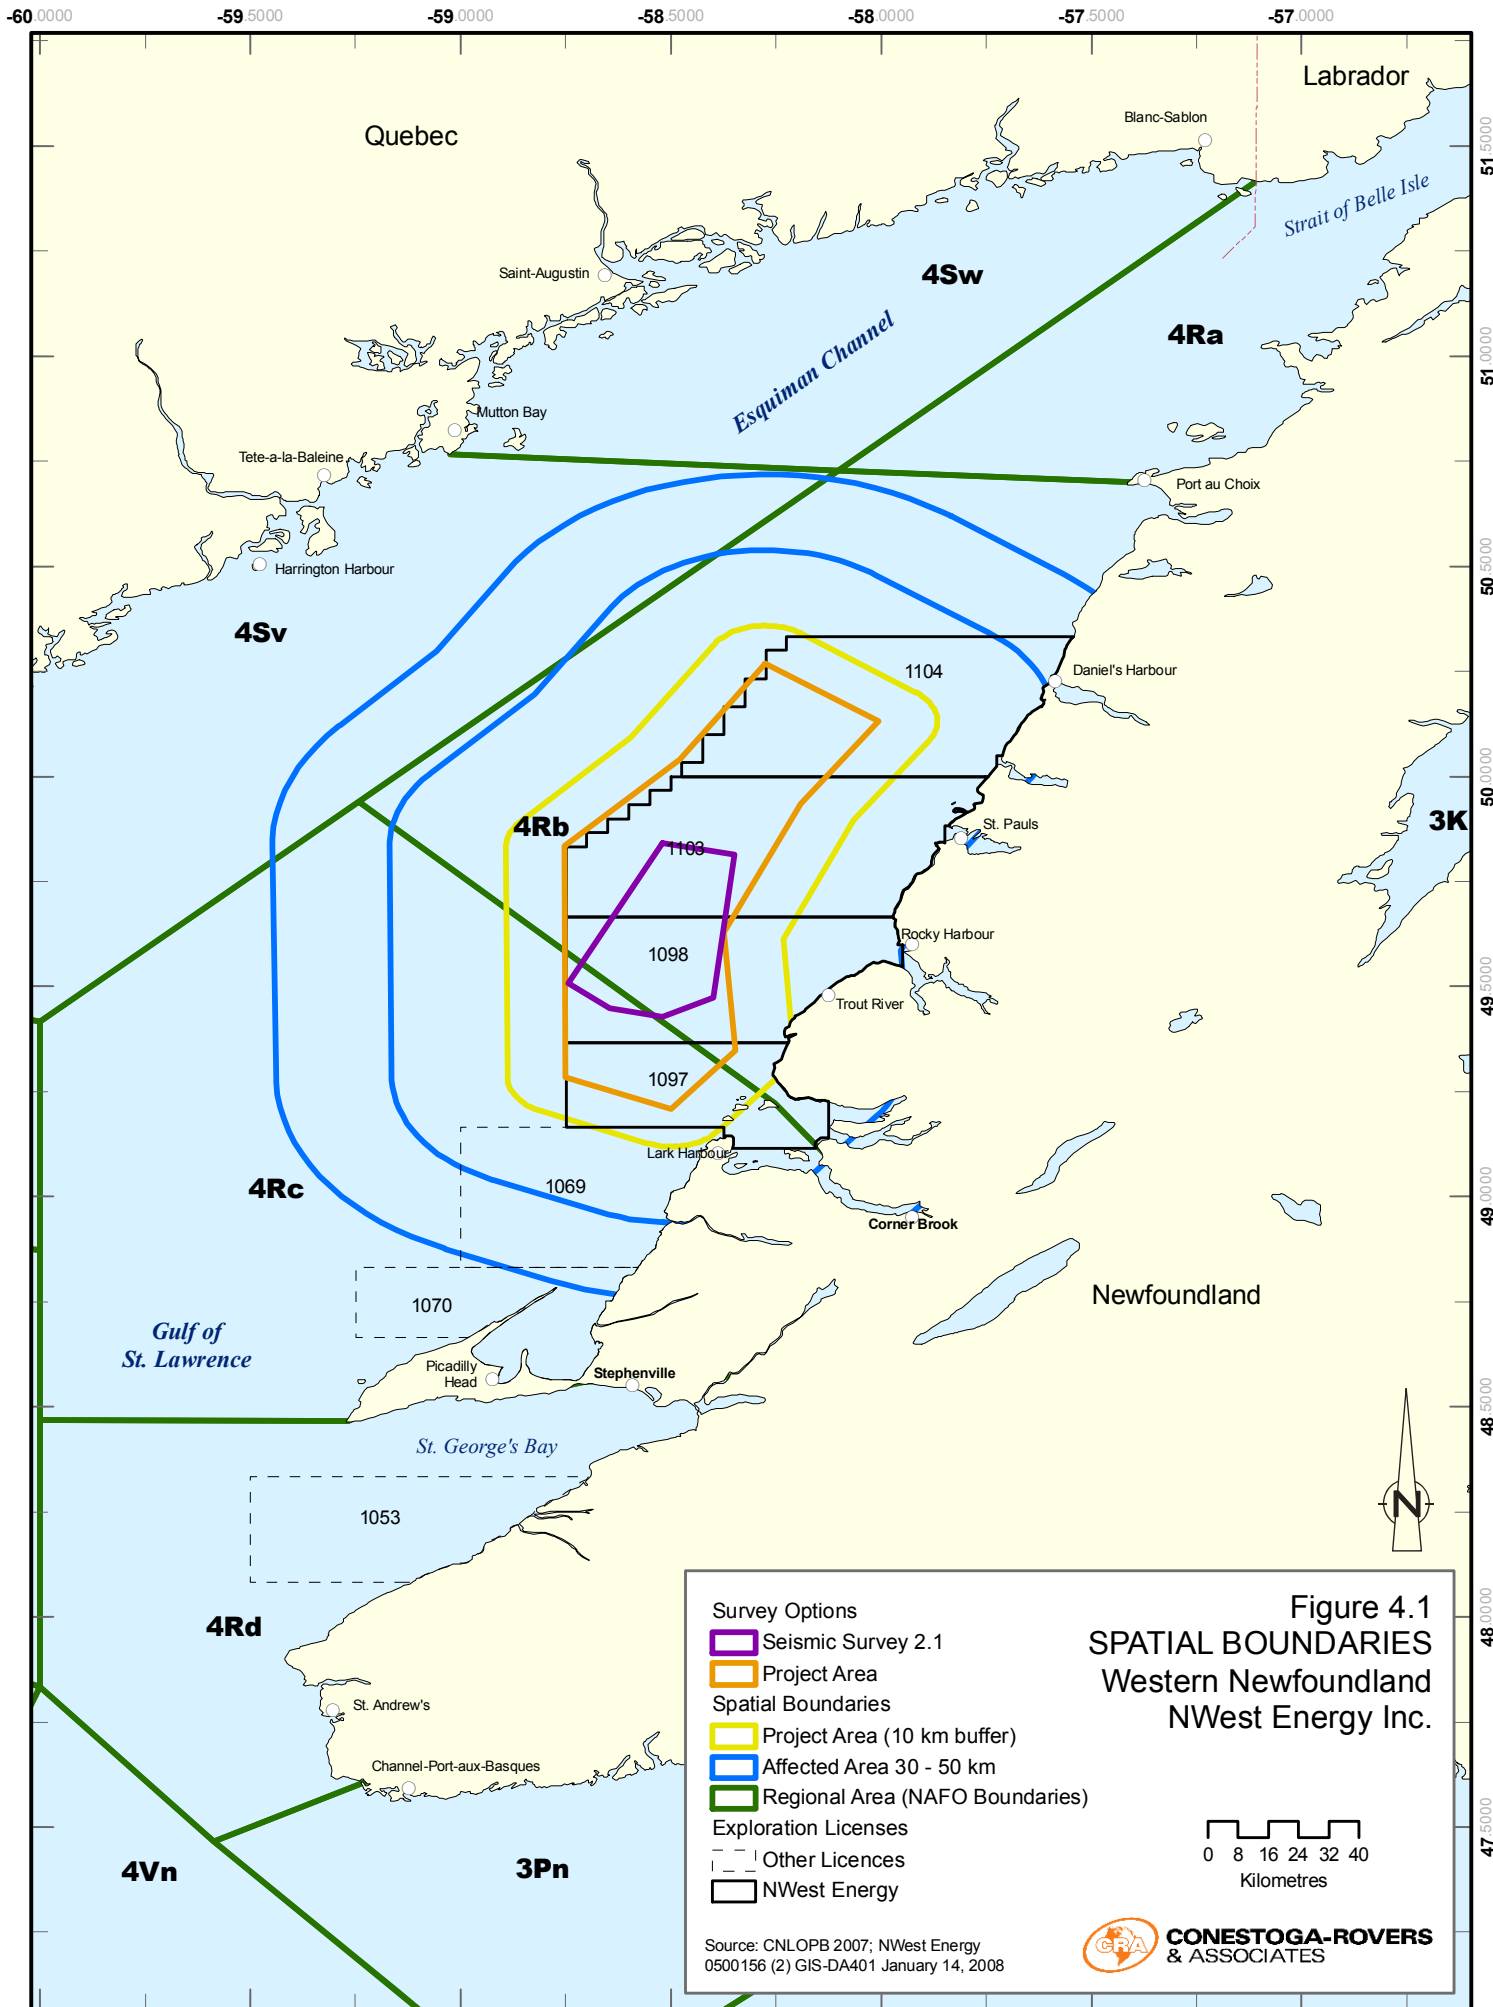 -60.0000 -59.5000 -59.0000 -58.5000 -58.0000 -57.5000 -57.0000
Labrador
Blanc-Sablon
Quebec
51.5000
Strait of Belle Isle
Saint-Augustin
4Sw
4Ra
Esquiman Channel
51.0000
Mutton Bay
Tete-a-la-Baleine
Port au Choix
Harrington Harbour
50.5000
4Sv
1104
Daniel's Harbour
50.0000
4Rb
St. Pauls
3K
1103
Rocky Harbour
1098
49.5000
Trout River
1097
Lark Harbour
4Rc
1069
49.0000
Corner Brook
Newfoundland
1070
Gulf of
St. Lawrence
Picadilly
Head
Stephenville
48.5000
St. George's Bay
1053
N
4Rd
48.0000
St. Andrew's
Channel-Port-aux-Basques
47.5000
4Vn
3Pn
Figure 4.1
SPATIAL BOUNDARIES
Western Newfoundland
NWest Energy Inc.
Survey Options
Seismic Survey 2.1
Project Area
Spatial Boundaries
Project Area (10 km buffer)
Affected Area 30 - 50 km
Regional Area (NAFO Boundaries)
Exploration Licenses
Other Licences
NWest Energy
0 8 16 24 32 40
Kilometres
Source: CNLOPB 2007; NWest Energy
0500156 (2) GIS-DA401 January 14, 2008
CRA
CONESTOGA-ROVERS
& ASSOCIATES